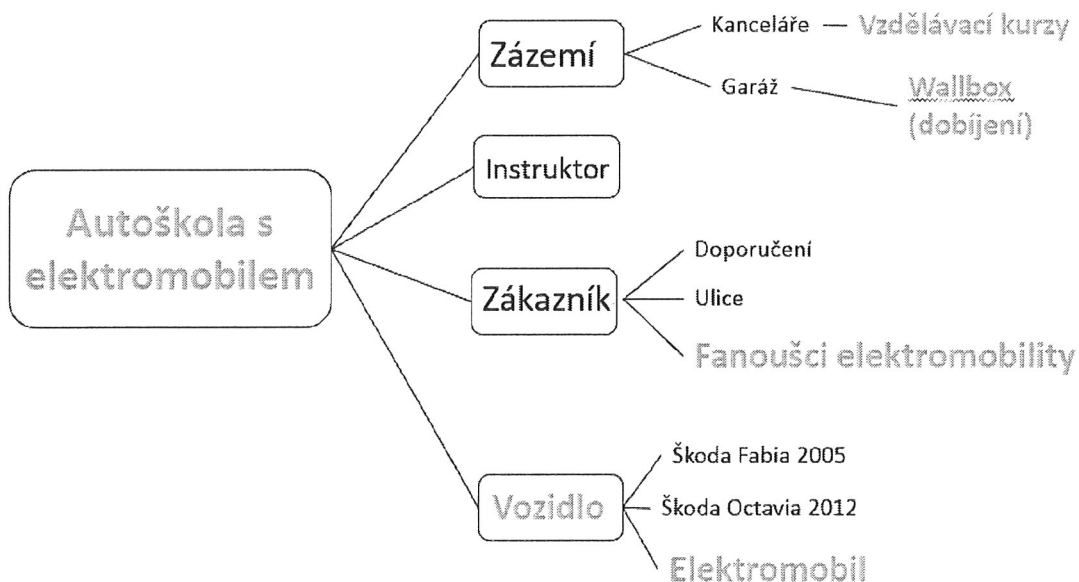 Autoškola s
elektromobilem
Zázemí
Kanceláře
Vzdělávací kurzy
Garáž
Wallbox
(dobíjení)
Instruktor
Zákazník
Doporučení
Ulice
Fanoušci elektromobility
Vozidlo
Škoda Fabia 2005
Škoda Octavia 2012
Elektromobil